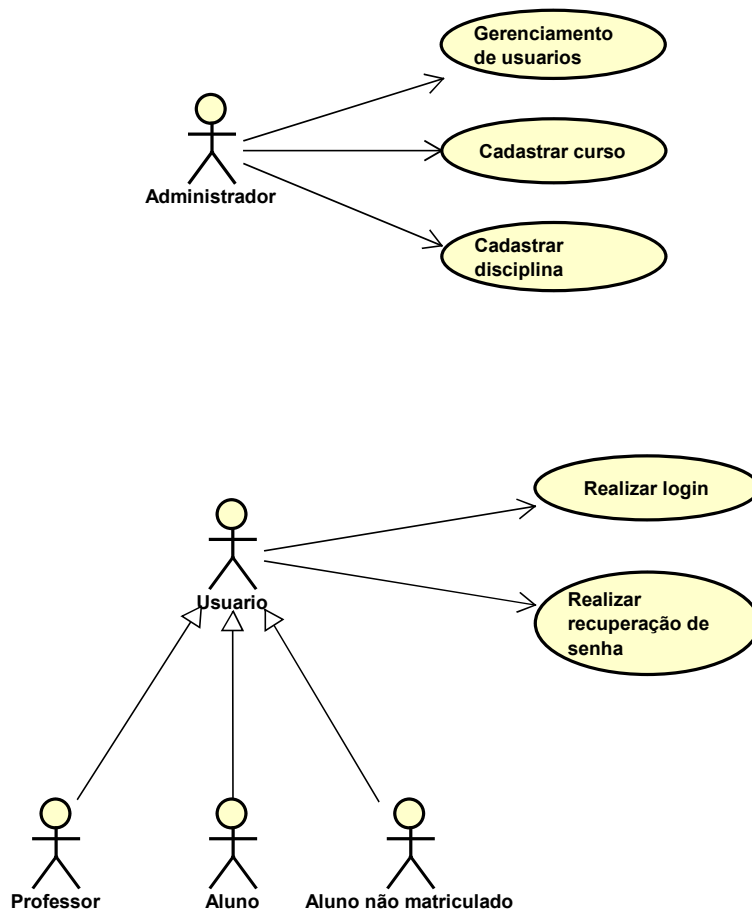 Gerenciamento
de usuarios
Cadastrar curso
Administrador
Cadastrar
disciplina
Realizar login
Usuario
Realizar
recuperação de
senha
Professor
Aluno
Aluno não matriculado